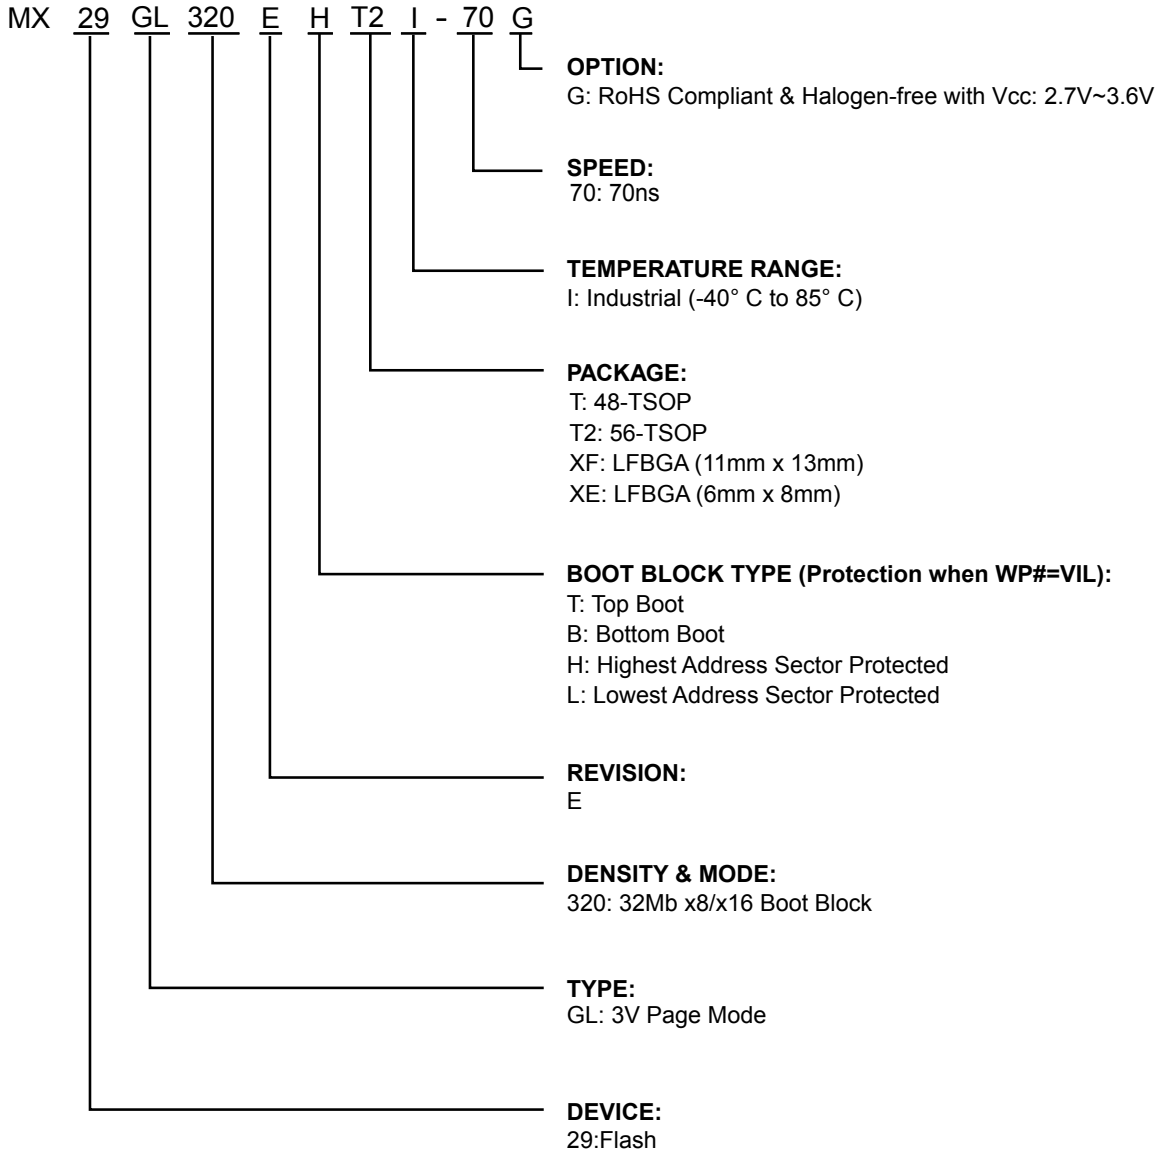 MX 29 GL 320 E H T2 I - 70 G
OPTION:
G: RoHS Compliant & Halogen-free with Vcc: 2.7V~3.6V
SPEED:
70: 70ns
TEMPERATURE RANGE:
I: Industrial (-40° C to 85° C)
PACKAGE:
T: 48-TSOP
T2: 56-TSOP
XF: LFBGA (11mm x 13mm)
XE: LFBGA (6mm x 8mm)
BOOT BLOCK TYPE (Protection when WP#=VIL):
T: Top Boot
B: Bottom Boot
H: Highest Address Sector Protected
L: Lowest Address Sector Protected
REVISION:
E
DENSITY & MODE:
320: 32Mb x8/x16 Boot Block
TYPE:
GL: 3V Page Mode
DEVICE:
29:Flash